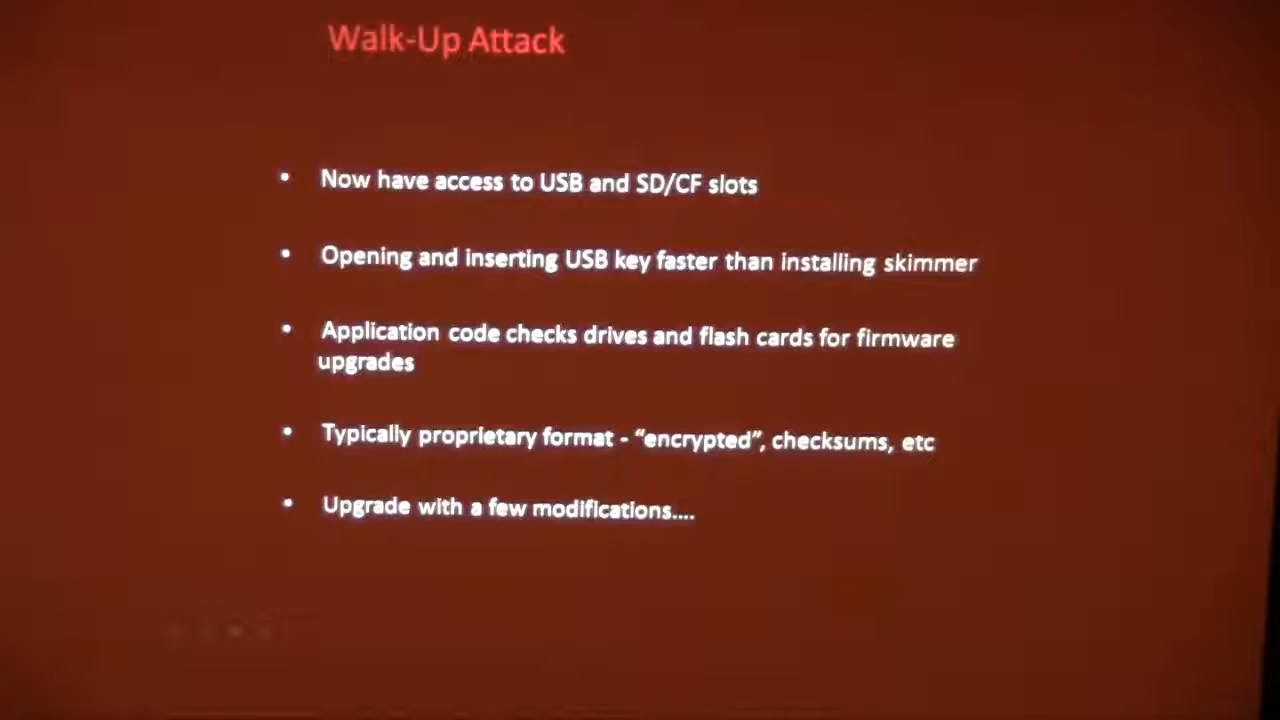 Walk-Up Attack
• Now have access to USB and SD/CF slots
• Opening and inserting USB key faster than installing skimmer
• Application code checks drives and flash cards for firmware
upgrades
• Typically proprietary format - “encrypted”, checksums, etc
• Upgrade with a few modifications....